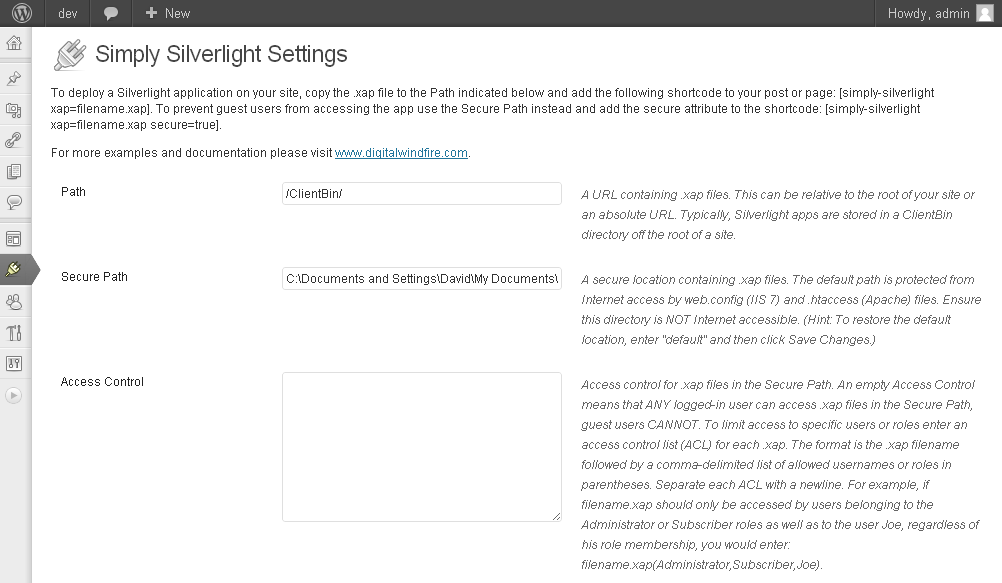 dev
New
Howdy, admin
Simply Silverlight Settings
To deploy a Silverlight application on your site, copy the .xap file to the Path indicated below and add the following shortcode to your post or page: [simply-silverlight
xap=filename.xap]. To prevent guest users from accessing the app use the Secure Path instead and add the secure attribute to the shortcode: [simply-silverlight
xap=filename.xap secure=true].
For more examples and documentation please visit www.digitalwindfire.com.
Path
/ClientBin/
A URL containing .xap files. This can be relative to the root of your site or
an absolute URL. Typically, Silverlight apps are stored in a ClientBin
directory off the root of a site.
Secure Path
C:\Documents and Settings\David\My Documents\
A secure location containing .xap files. The default path is protected from
Internet access by web.config (IIS 7) and .htaccess (Apache) files. Ensure
this directory is NOT Internet accessible. (Hint: To restore the default
location, enter "default" and then click Save Changes.)
Access Control
Access control for .xap files in the Secure Path. An empty Access Control
means that ANY logged-in user can access .xap files in the Secure Path,
guest users CANNOT. To limit access to specific users or roles enter an
access control list (ACL) for each .xap. The format is the .xap filename
followed by a comma-delimited list of allowed usernames or roles in
parentheses. Separate each ACL with a newline. For example, if
filename.xap should only be accessed by users belonging to the
Administrator or Subscriber roles as well as to the user Joe, regardless of
his role membership, you would enter:
filename.xap(Administrator,Subscriber,Joe).